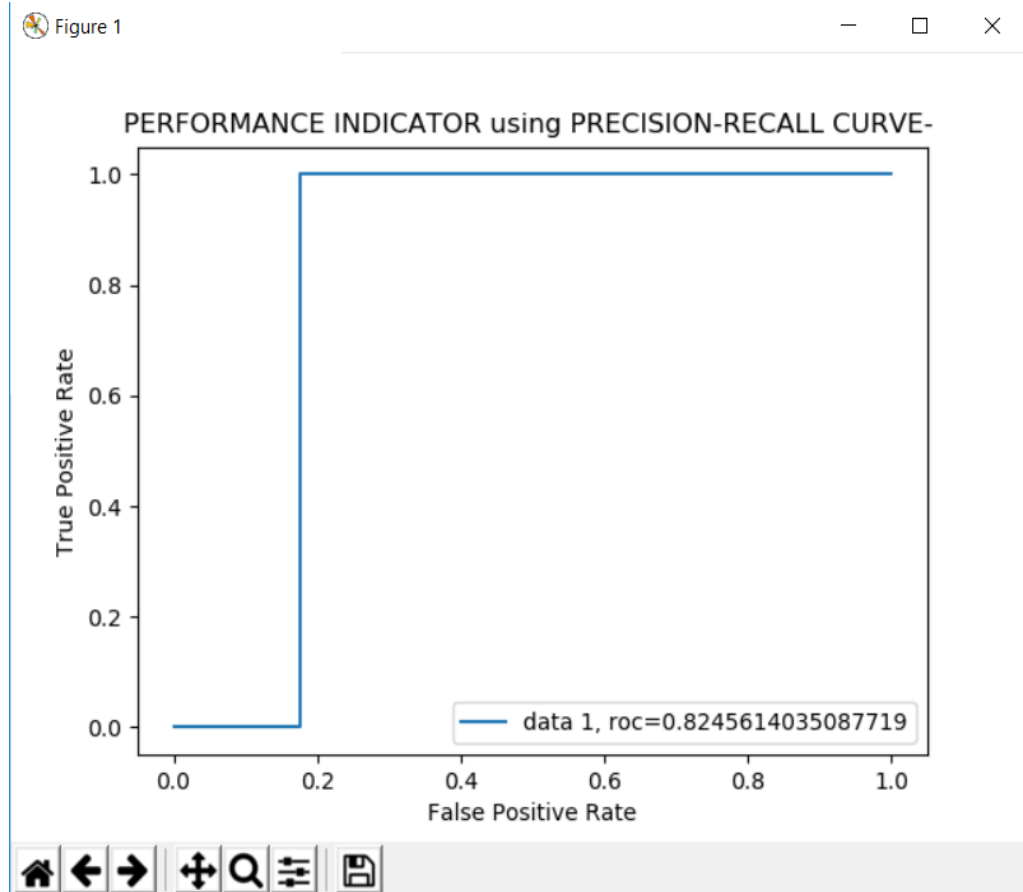 Figure 1
PERFORMANCE INDICATOR using PRECISION-RECALL CURVE-
1.0
0.8
0.6
0.4
0.2
0.0
True Positive Rate
data 1, roc=0.8245614035087719
0.0 0.2 0.4 0.6 0.8 1.0
False Positive Rate